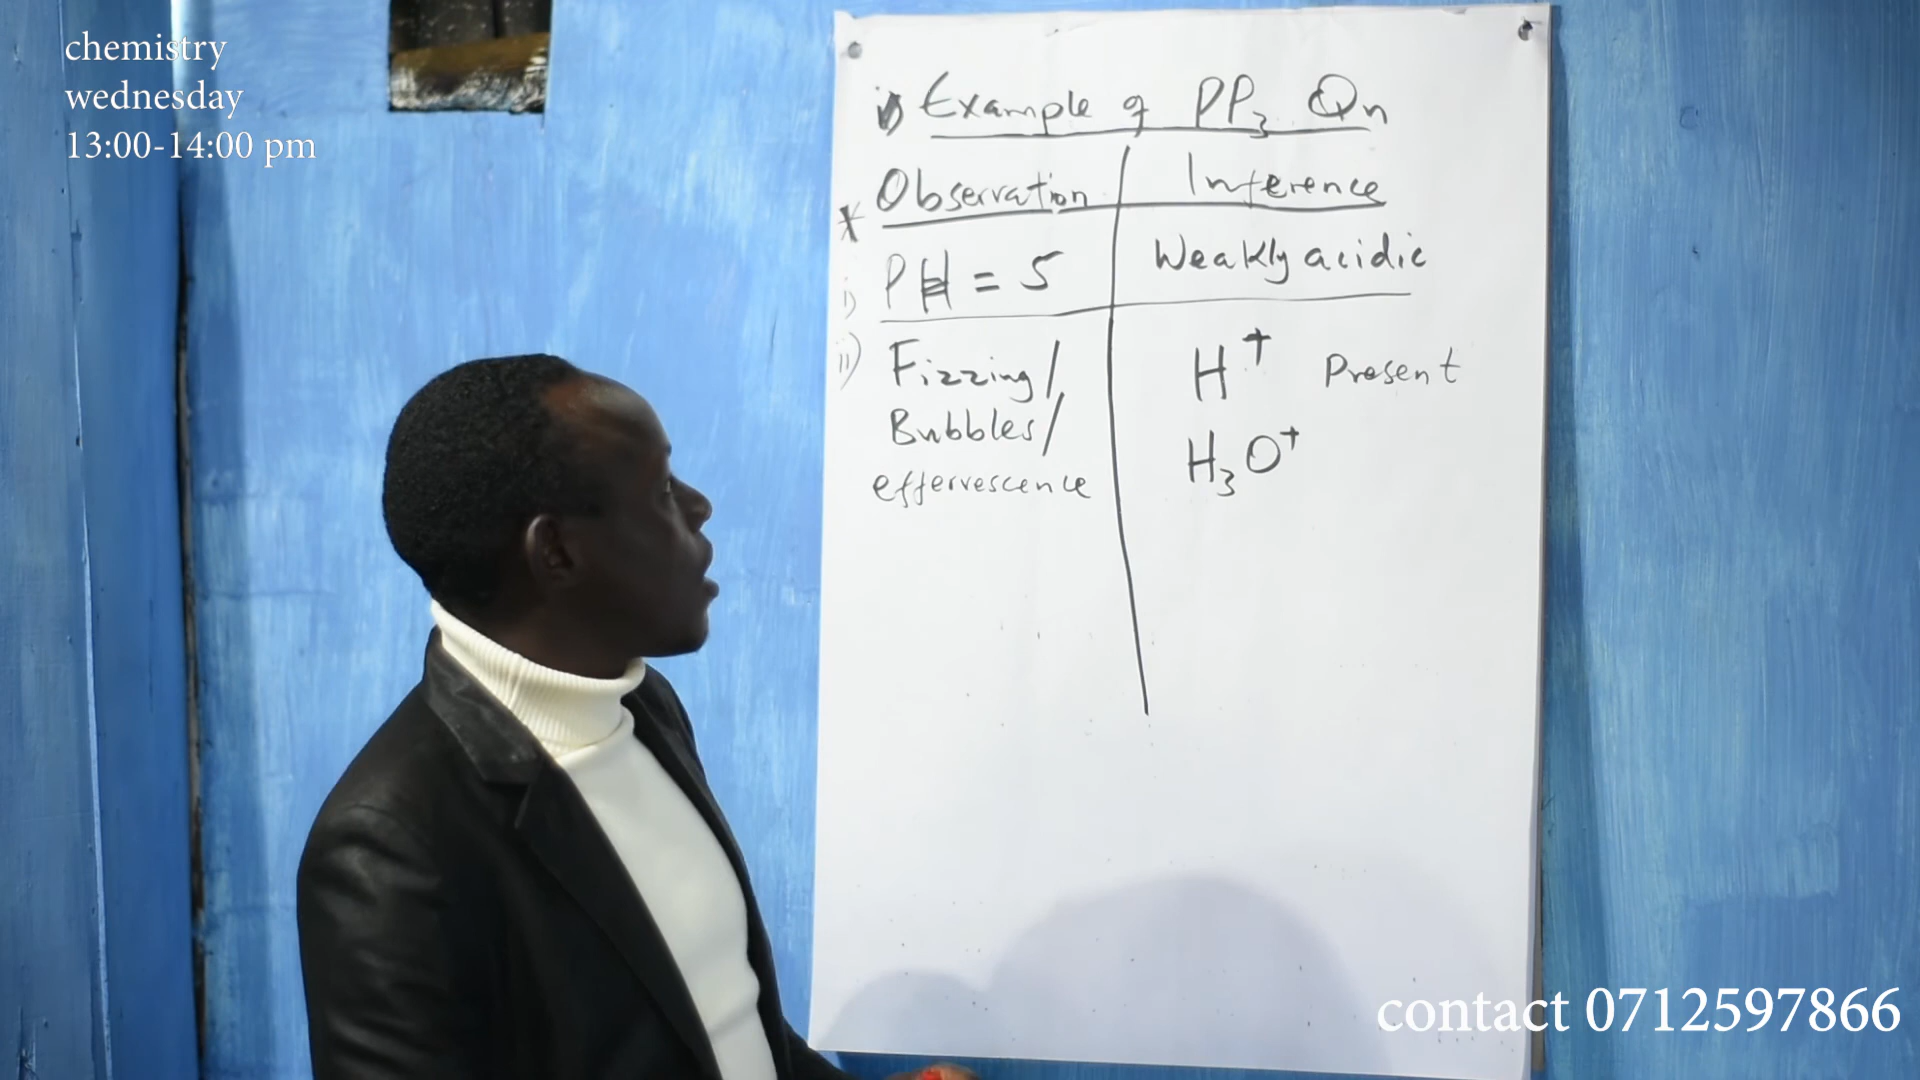 chemistry
wednesday
13:00-14:00 pm
Example of PP3 Qn
Observation Inference
i) PH = 5 Weakly acidic
ii) Fizzing/ H+ Present
Bubbles/ H3O+
effervescence
contact 0712597866